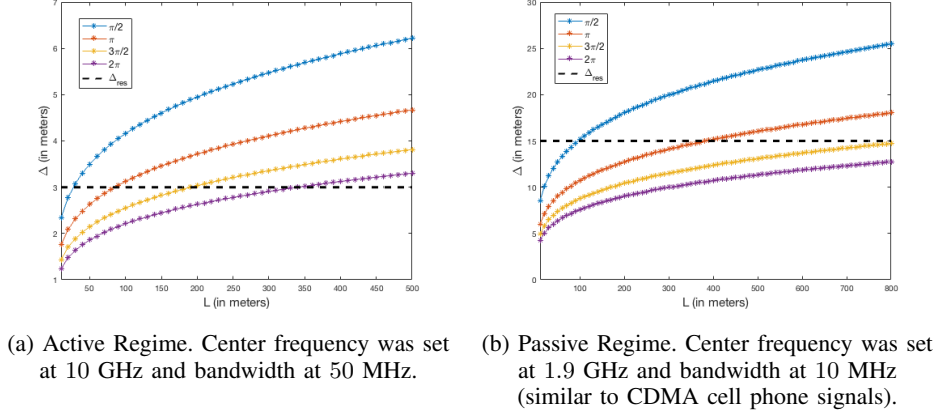 7
6
5
4
3
2
1
Δ (in meters)
π/2
π
3π/2
2π
Δres
50 100 150 200 250 300 350 400 450 500
L (in meters)
(a) Active Regime. Center frequency was set
at 10 GHz and bandwidth at 50 MHz.
30
25
20
15
10
5
0
Δ (in meters)
π/2
π
3π/2
2π
Δres
100 200 300 400 500 600 700 800
L (in meters)
(b) Passive Regime. Center frequency was set
at 1.9 GHz and bandwidth at 10 MHz
(similar to CDMA cell phone signals).